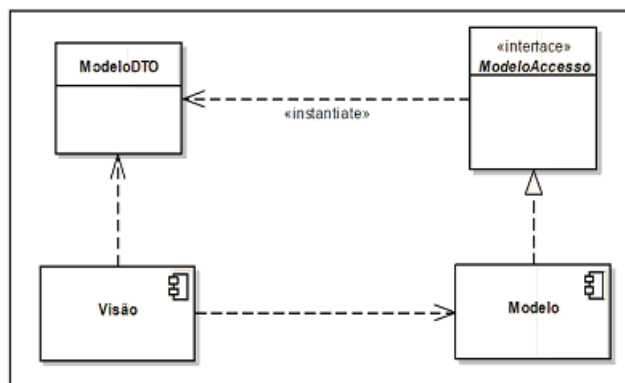 ModeloDTO
«interface»
ModeloAccesso
«instantiate»
Visão
Modelo